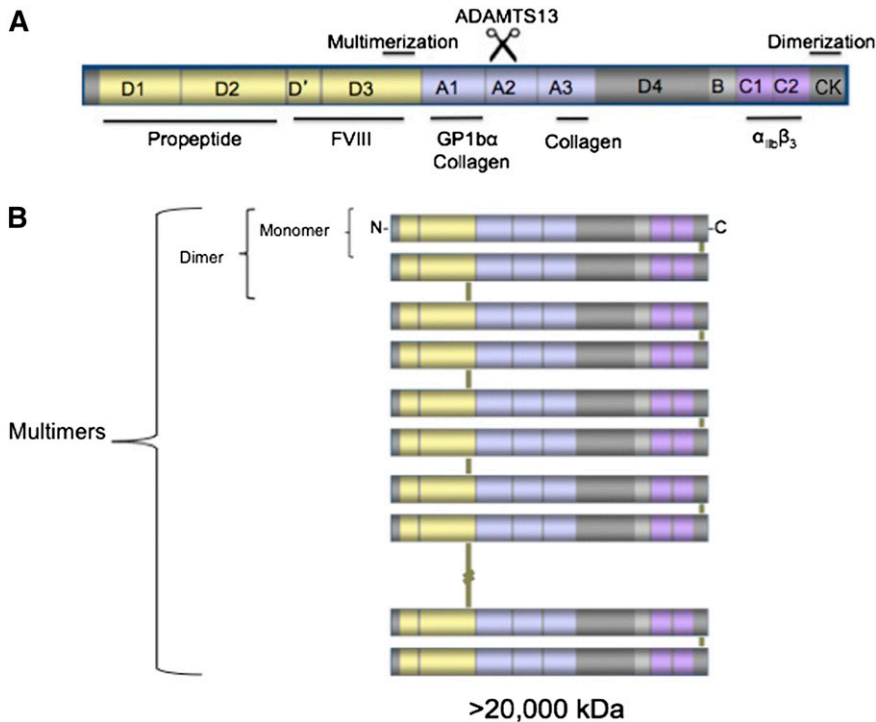 A
ADAMTS13
Multimerization
Dimerization
D1 D2 D' D3 A1 A2 A3 D4 B C1 C2 CK
Propeptide FVIII GP1bα Collagen αIIbβ3
Collagen
B
Monomer N- -C
Dimer
Multimers
>20,000 kDa